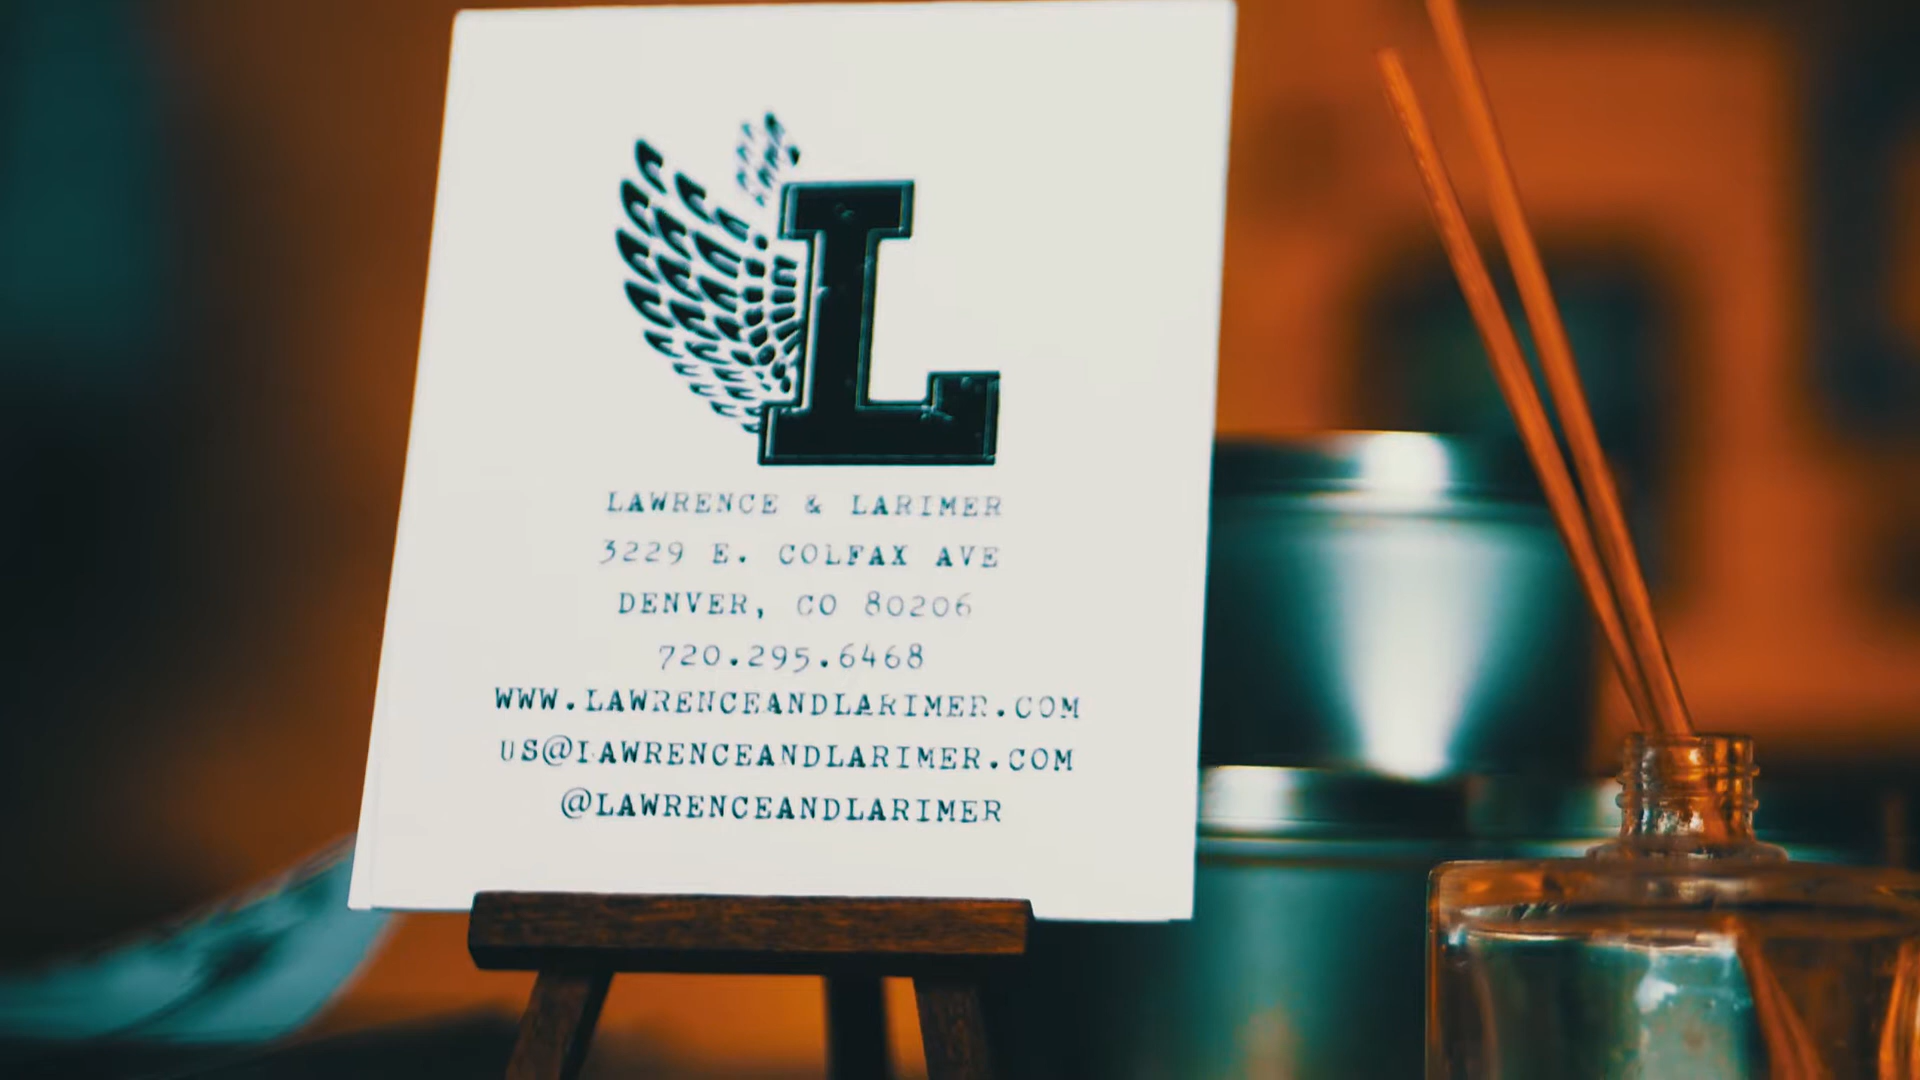 L
LAWRENCE & LARIMER
3229 E. COLFAX AVE
DENVER, CO 80206
720.295.6468
WWW.LAWRENCEANDLARIMER.COM
US@LAWRENCEANDLARIMER.COM
@LAWRENCEANDLARIMER